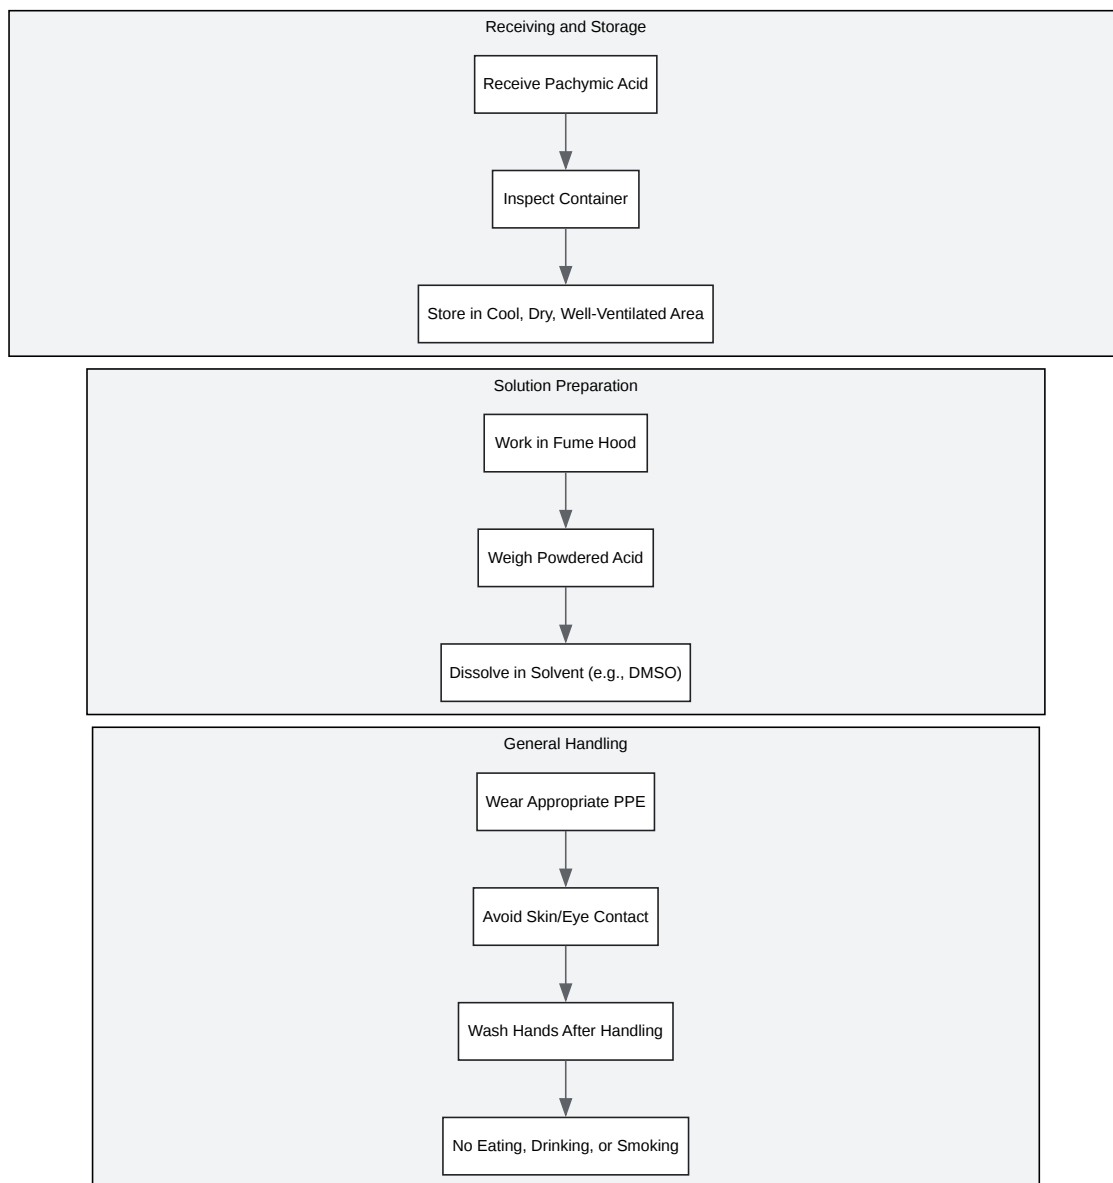 Receiving and Storage
Receive Pachymic Acid
Inspect Container
Store in Cool, Dry, Well-Ventilated Area
Solution Preparation
Work in Fume Hood
Weigh Powdered Acid
Dissolve in Solvent (e.g., DMSO)
General Handling
Wear Appropriate PPE
Avoid Skin/Eye Contact
Wash Hands After Handling
No Eating, Drinking, or Smoking